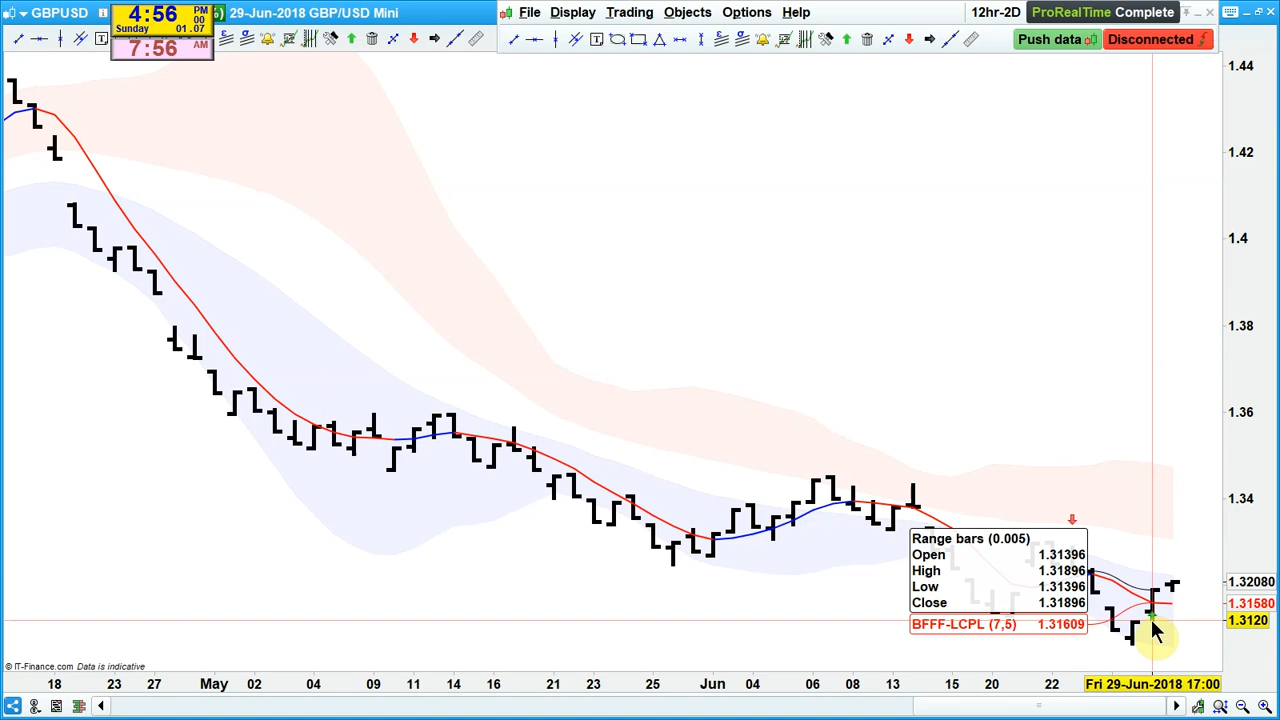 GBPUSD
4:56 PM 00
Sunday 01.07
7:56 AM
%) 29-Jun-2018 GBP/USD Mini
File Display Trading Objects Options Help
12hr-2D ProRealTime Complete
Push data Disconnected
1.44
1.42
1.4
1.38
1.36
1.34
Range bars (0.005)
Open 1.31396
High 1.31896
Low 1.31396
Close 1.31896
BFFF-LCPL (7,5) 1.31609
1.32080
1.31580
1.3120
© IT-Finance.com Data is indicative
18 23 27 May 02 04 09 11 14 16 21 23 25 Jun 04 06 08 13 15 20 22 Fri 29-Jun-2018 17:00